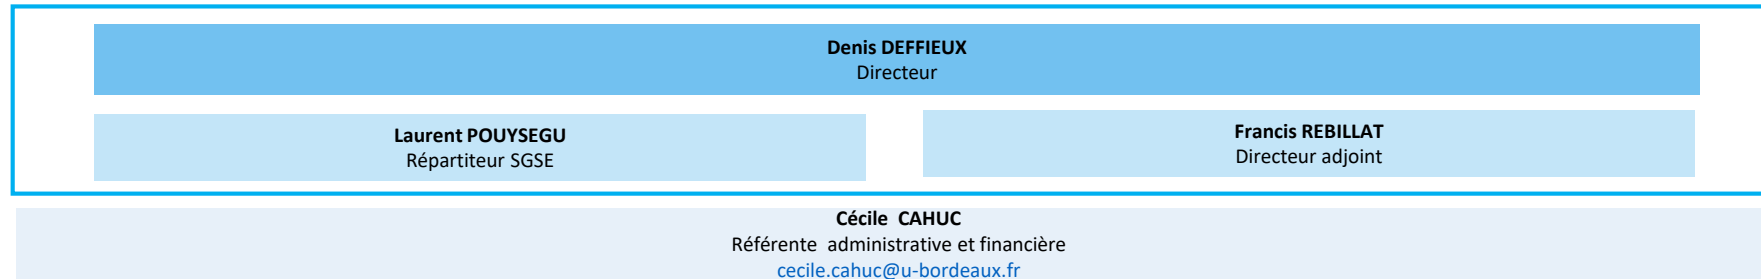 Denis DEFFIEUX
Directeur
Laurent POUYSEGU
Répartiteur SGSE
Francis REBILLAT
Directeur adjoint
Cécile CAHUC
Référente administrative et financière
cecile.cahuc@u-bordeaux.fr